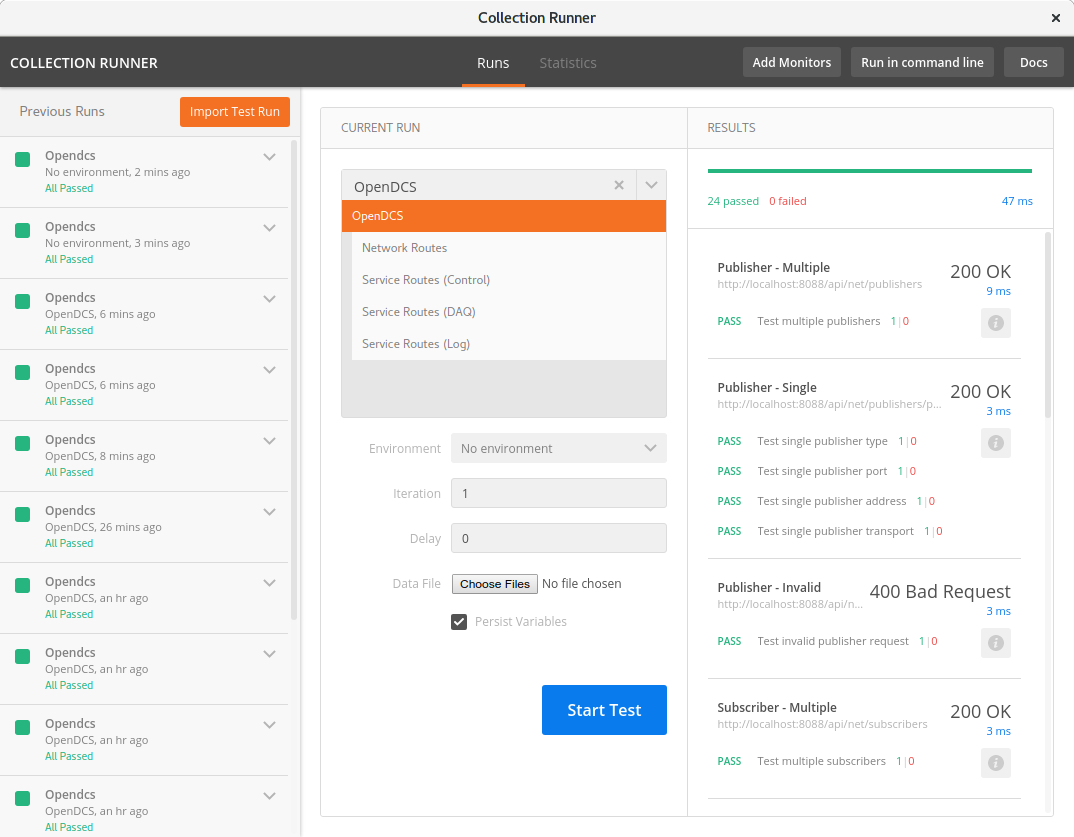 Collection Runner
COLLECTION RUNNER
Runs
Statistics
Add Monitors
Run in command line
Docs
Previous Runs
Import Test Run
Opendcs
No environment, 2 mins ago
All Passed
Opendcs
No environment, 3 mins ago
All Passed
Opendcs
OpenDCS, 6 mins ago
All Passed
Opendcs
OpenDCS, 6 mins ago
All Passed
Opendcs
OpenDCS, 8 mins ago
All Passed
Opendcs
OpenDCS, 26 mins ago
All Passed
Opendcs
OpenDCS, an hr ago
All Passed
Opendcs
OpenDCS, an hr ago
All Passed
Opendcs
OpenDCS, an hr ago
All Passed
Opendcs
OpenDCS, an hr ago
All Passed
CURRENT RUN
OpenDCS
OpenDCS
Network Routes
Service Routes (Control)
Service Routes (DAQ)
Service Routes (Log)
Environment No environment
Iteration 1
Delay 0
Data File Choose Files No file chosen
Persist Variables
Start Test
RESULTS
24 passed 0 failed 47 ms
Publisher - Multiple 200 OK
http://localhost:8088/api/net/publishers 9 ms
PASS Test multiple publishers 1|0
Publisher - Single 200 OK
http://localhost:8088/api/net/publishers/p... 3 ms
PASS Test single publisher type 1|0
PASS Test single publisher port 1|0
PASS Test single publisher address 1|0
PASS Test single publisher transport 1|0
Publisher - Invalid 400 Bad Request
http://localhost:8088/api/n... 3 ms
PASS Test invalid publisher request 1|0
Subscriber - Multiple 200 OK
http://localhost:8088/api/net/subscribers 3 ms
PASS Test multiple subscribers 1|0